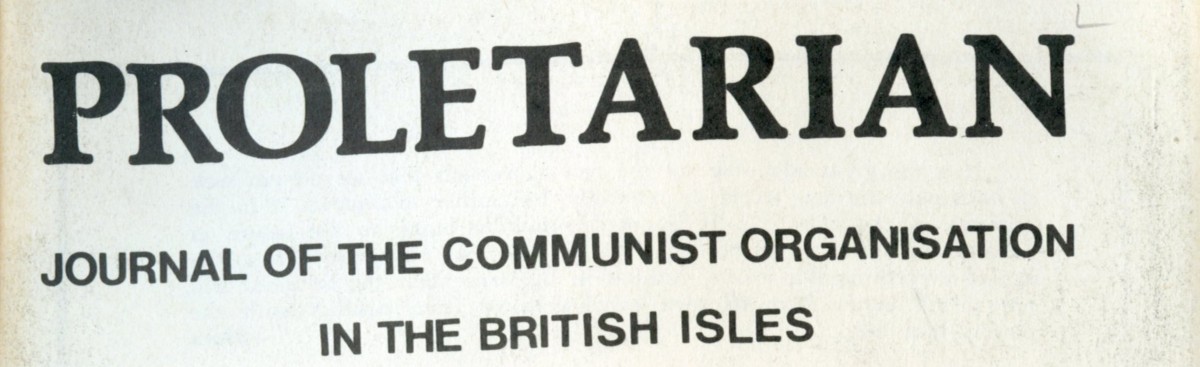 PROLETARIAN
JOURNAL OF THE COMMUNIST ORGANISATION
IN THE BRITISH ISLES